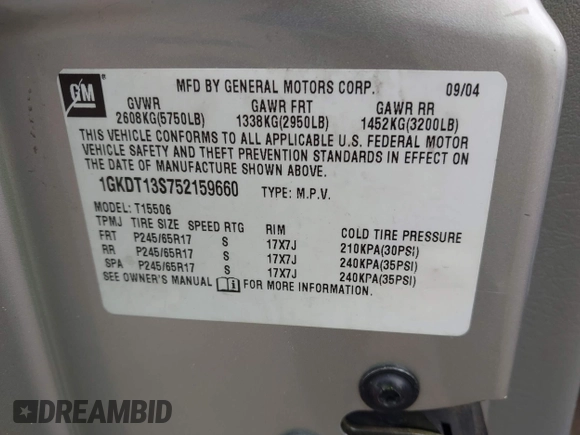 GM
MFD BY GENERAL MOTORS CORP. 09/04
GVWR GAWR FRT GAWR RR
2608KG(5750LB) 1338KG(2950LB) 1452KG(3200LB)
THIS VEHICLE CONFORMS TO ALL APPLICABLE U.S. FEDERAL MOTOR
VEHICLE SAFETY AND THEFT PREVENTION STANDARDS IN EFFECT ON
THE DATE OF MANUFACTURE SHOWN ABOVE.
1GKDT13S752159660 TYPE: M.P.V.
MODEL: T15506
TPMJ TIRE SIZE SPEED RTG RIM COLD TIRE PRESSURE
FRT P245/65R17 S 17X7J 210KPA(30PSI)
RR P245/65R17 S 17X7J 240KPA(35PSI)
SPA P245/65R17 S 17X7J 240KPA(35PSI)
SEE OWNER'S MANUAL FOR MORE INFORMATION.
DREAMBID